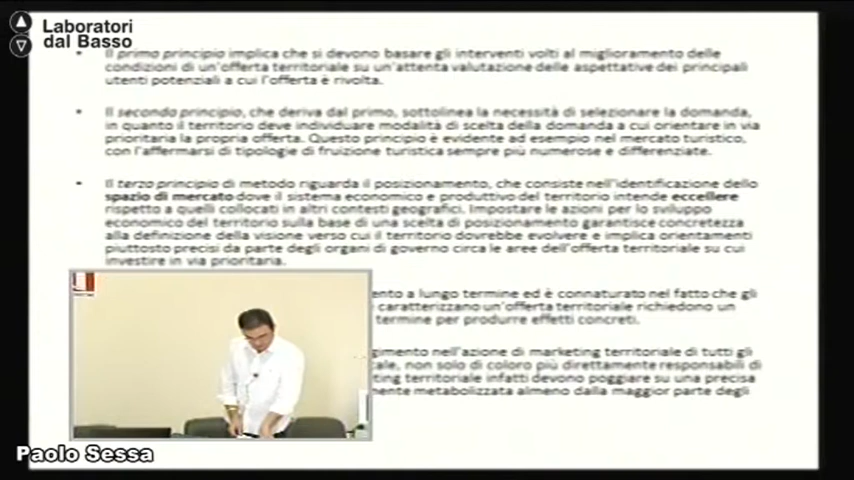 Laboratori
dal Basso
• Il primo principio implica che si devono basare gli interventi volti al miglioramento delle
condizioni di un'offerta territoriale su un'attenta valutazione delle aspettative dei principali
utenti potenziali a cui l'offerta è rivolta.
• Il secondo principio, che deriva dal primo, sottolinea la necessità di selezionare la domanda,
in quanto il territorio deve individuare modalità di scelta della domanda a cui orientare in via
prioritaria la propria offerta. Questo principio è evidente ad esempio nel mercato turistico,
con l'affermarsi di tipologie di fruizione turistica sempre più numerose e differenziate.
• Il terzo principio di metodo riguarda il posizionamento, che consiste nell'identificazione dello
spazio di mercato dove il sistema economico e produttivo del territorio intende eccellere
rispetto a quelli collocati in altri contesti geografici. Impostare le azioni per lo sviluppo
economico del territorio sulla base di una scelta di posizionamento garantisce concretezza
alla definizione della visione verso cui il territorio dovrebbe evolvere e implica orientamenti
piuttosto precisi da parte degli organi di governo circa le aree dell'offerta territoriale su cui
investire in via prioritaria.
a lungo termine ed è connaturato nel fatto che gli
caratterizzano un'offerta territoriale richiedono un
termine per produrre effetti concreti.
nell'azione di marketing territoriale di tutti gli
non solo di coloro più direttamente responsabili di
territoriale infatti devono poggiare su una precisa
metabolizzata almeno dalla maggior parte degli
Paolo Sessa